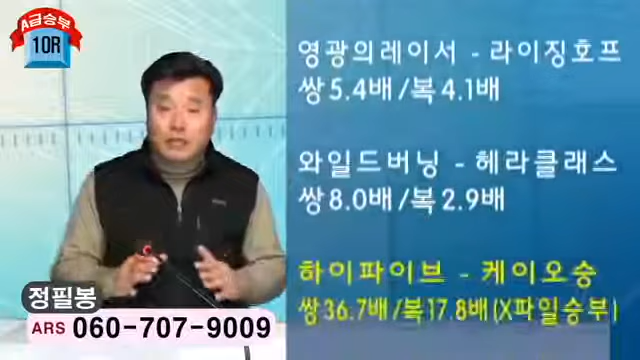 A급승부
10R
영광의레이서 - 라이징호프
쌍5.4배/복4.1배
와일드버닝 - 헤라클래스
쌍8.0배/복2.9배
하이파이브 - 케이오승
쌍36.7배/복17.8배(X파일승부)
정필봉
ARS 060-707-9009